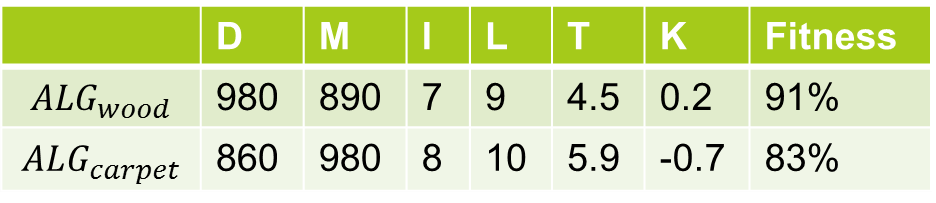 D M I L T K Fitness
ALGwood 980 890 7 9 4.5 0.2 91%
ALGcarpet 860 980 8 10 5.9 -0.7 83%